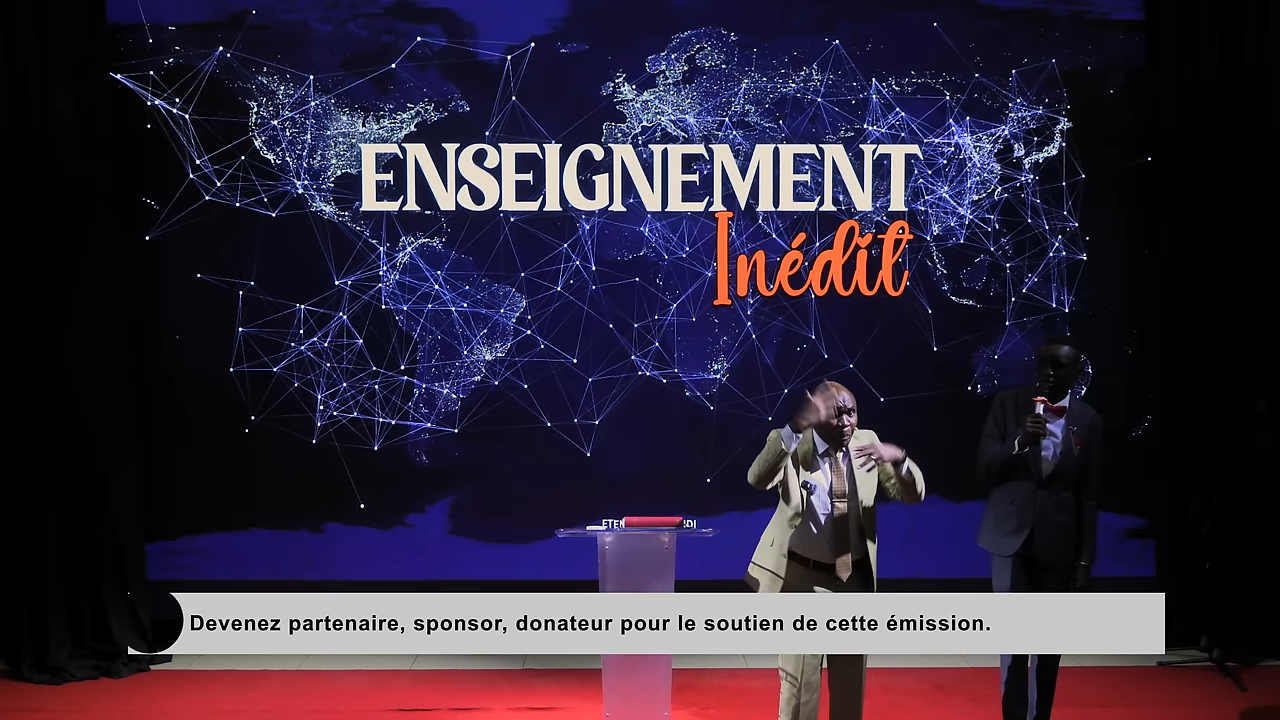 ENSEIGNEMENT
Inédit
Devenez partenaire, sponsor, donateur pour le soutien de cette émission.